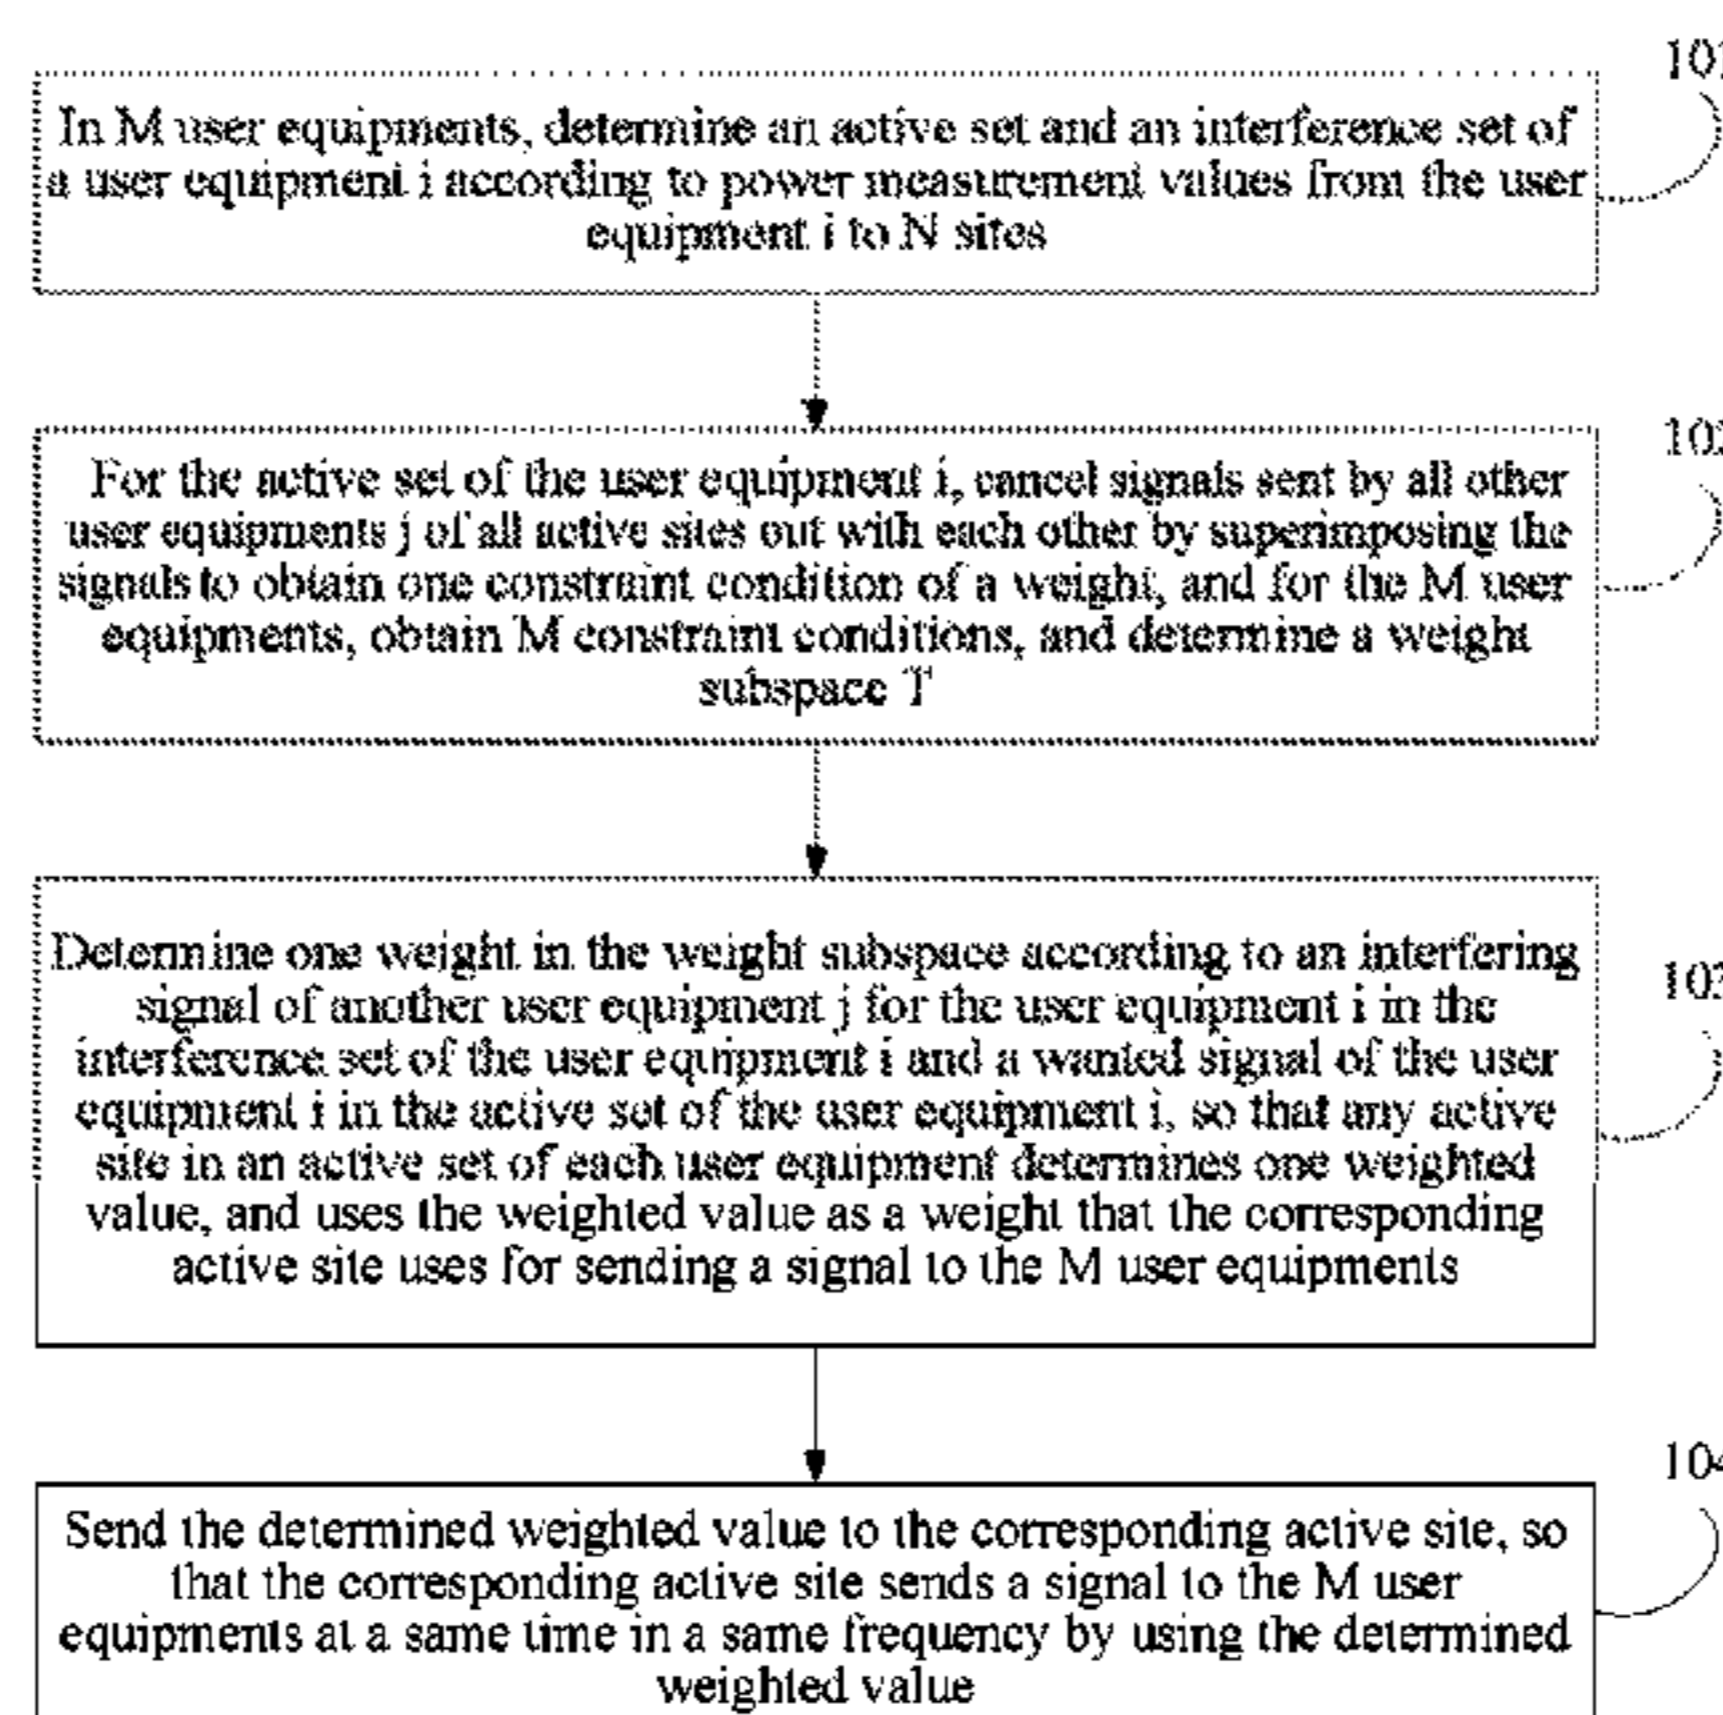 101
In M user equipments, determine an active set and an interference set of
a user equipment i according to power measurement values from the user
equipment i to N sites
102
For the active set of the user equipment i, cancel signals sent by all other
user equipments j of all active sites out with each other by superimposing the
signals to obtain one constraint condition of a weight, and for the M user
equipments, obtain M constraint conditions, and determine a weight
subspace T
Determine one weight in the weight subspace according to an interfering
signal of another user equipment j for the user equipment i in the
103
interference set of the user equipment i and a wanted signal of the user
equipment i in the active set of the user equipment i, so that any active
site in an active set of each user equipment determines one weighted
value, and uses the weighted value as a weight that the corresponding
active site uses for sending a signal to the M user equipments
104
Send the determined weighted value to the corresponding active site, so
that the corresponding active site sends a signal to the M user
equipments at a same time in a same frequency by using the determined
weighted value